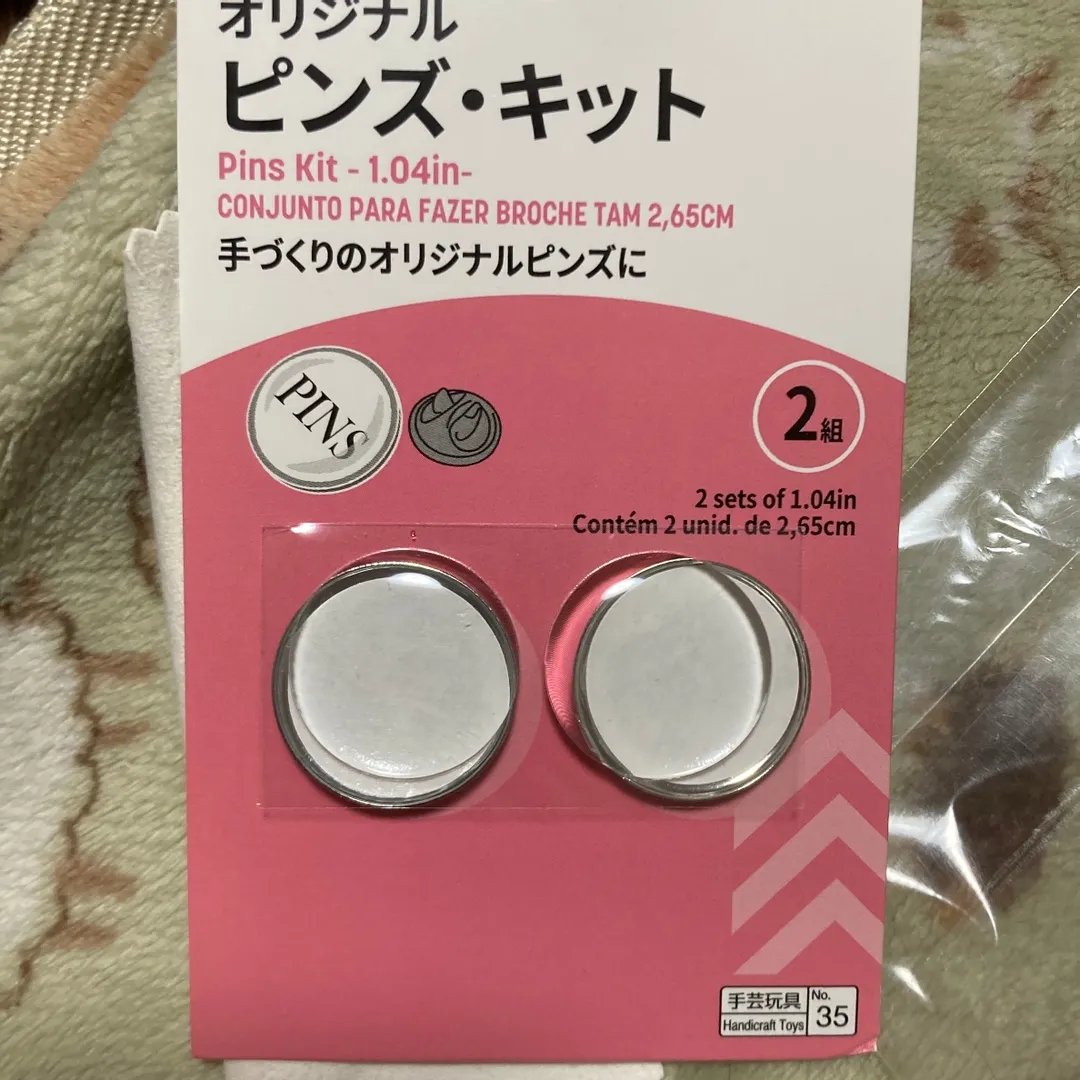 オリジナル
ピンズ・キット
Pins Kit - 1.04in-
CONJUNTO PARA FAZER BROCHE TAM 2,65CM
手づくりのオリジナルピンズに
PINS
2組
2 sets of 1.04in
Contém 2 unid. de 2,65cm
手芸玩具
Handicraft Toys
No.
35